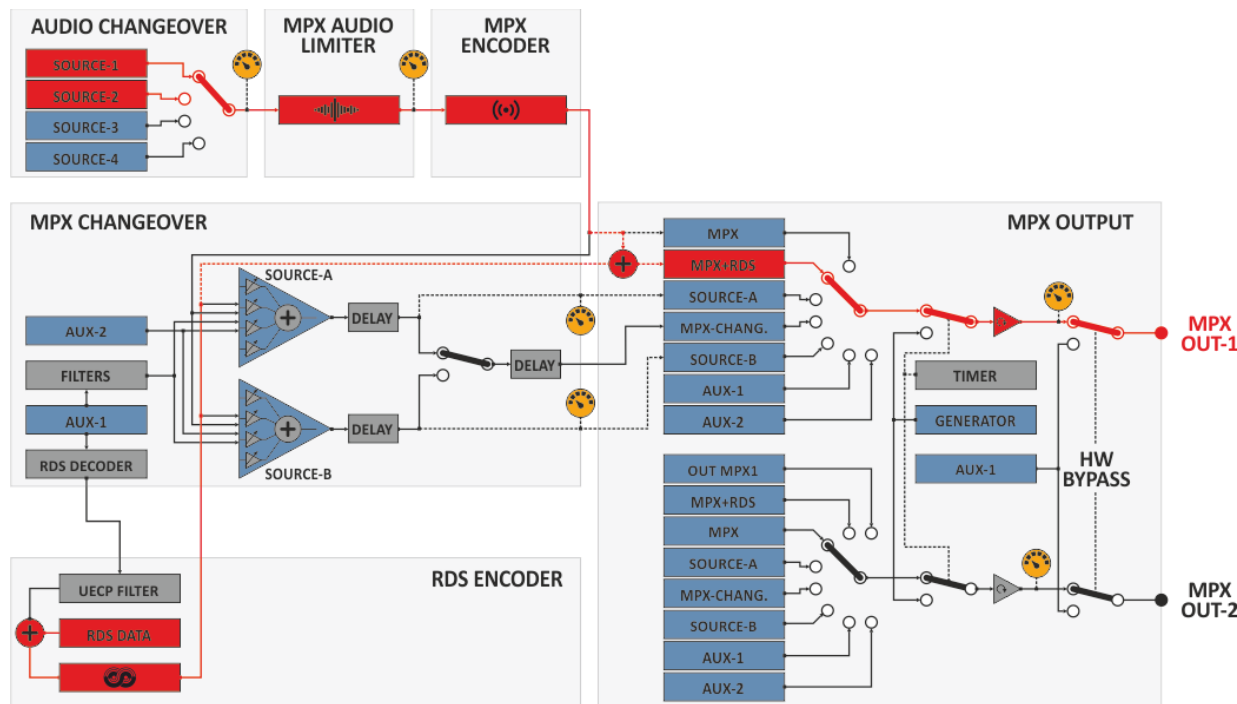 AUDIO CHANGEOVER
SOURCE-1
SOURCE-2
SOURCE-3
SOURCE-4
MPX AUDIO
LIMITER
MPX
ENCODER
MPX CHANGEOVER
AUX-2
FILTERS
AUX-1
RDS DECODER
SOURCE-A
SOURCE-B
DELAY
DELAY
DELAY
RDS ENCODER
UECP FILTER
RDS DATA
MPX OUTPUT
MPX
MPX+RDS
SOURCE-A
MPX-CHANG.
SOURCE-B
AUX-1
AUX-2
OUT MPX1
MPX+RDS
MPX
SOURCE-A
MPX-CHANG.
SOURCE-B
AUX-1
AUX-2
TIMER
GENERATOR
AUX-1
HW
BYPASS
MPX
OUT-1
MPX
OUT-2